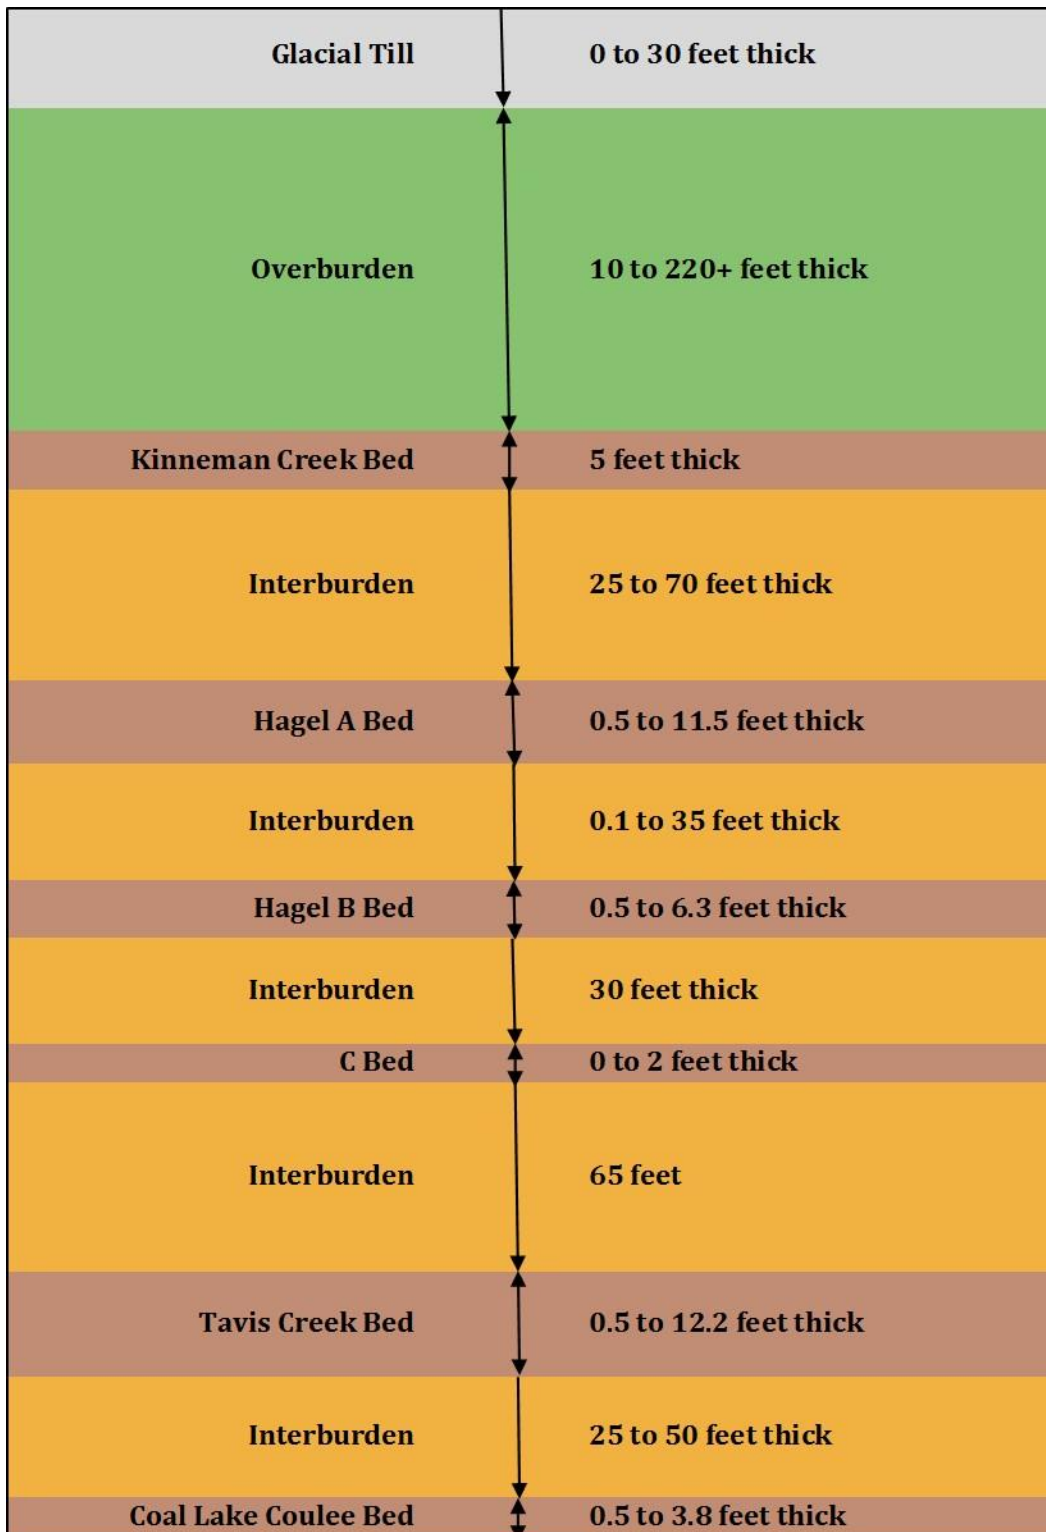 Glacial Till 0 to 30 feet thick
Overburden 10 to 220+ feet thick
Kinneman Creek Bed 5 feet thick
Interburden 25 to 70 feet thick
Hagel A Bed 0.5 to 11.5 feet thick
Interburden 0.1 to 35 feet thick
Hagel B Bed 0.5 to 6.3 feet thick
Interburden 30 feet thick
C Bed 0 to 2 feet thick
Interburden 65 feet
Tavis Creek Bed 0.5 to 12.2 feet thick
Interburden 25 to 50 feet thick
Coal Lake Coulee Bed 0.5 to 3.8 feet thick